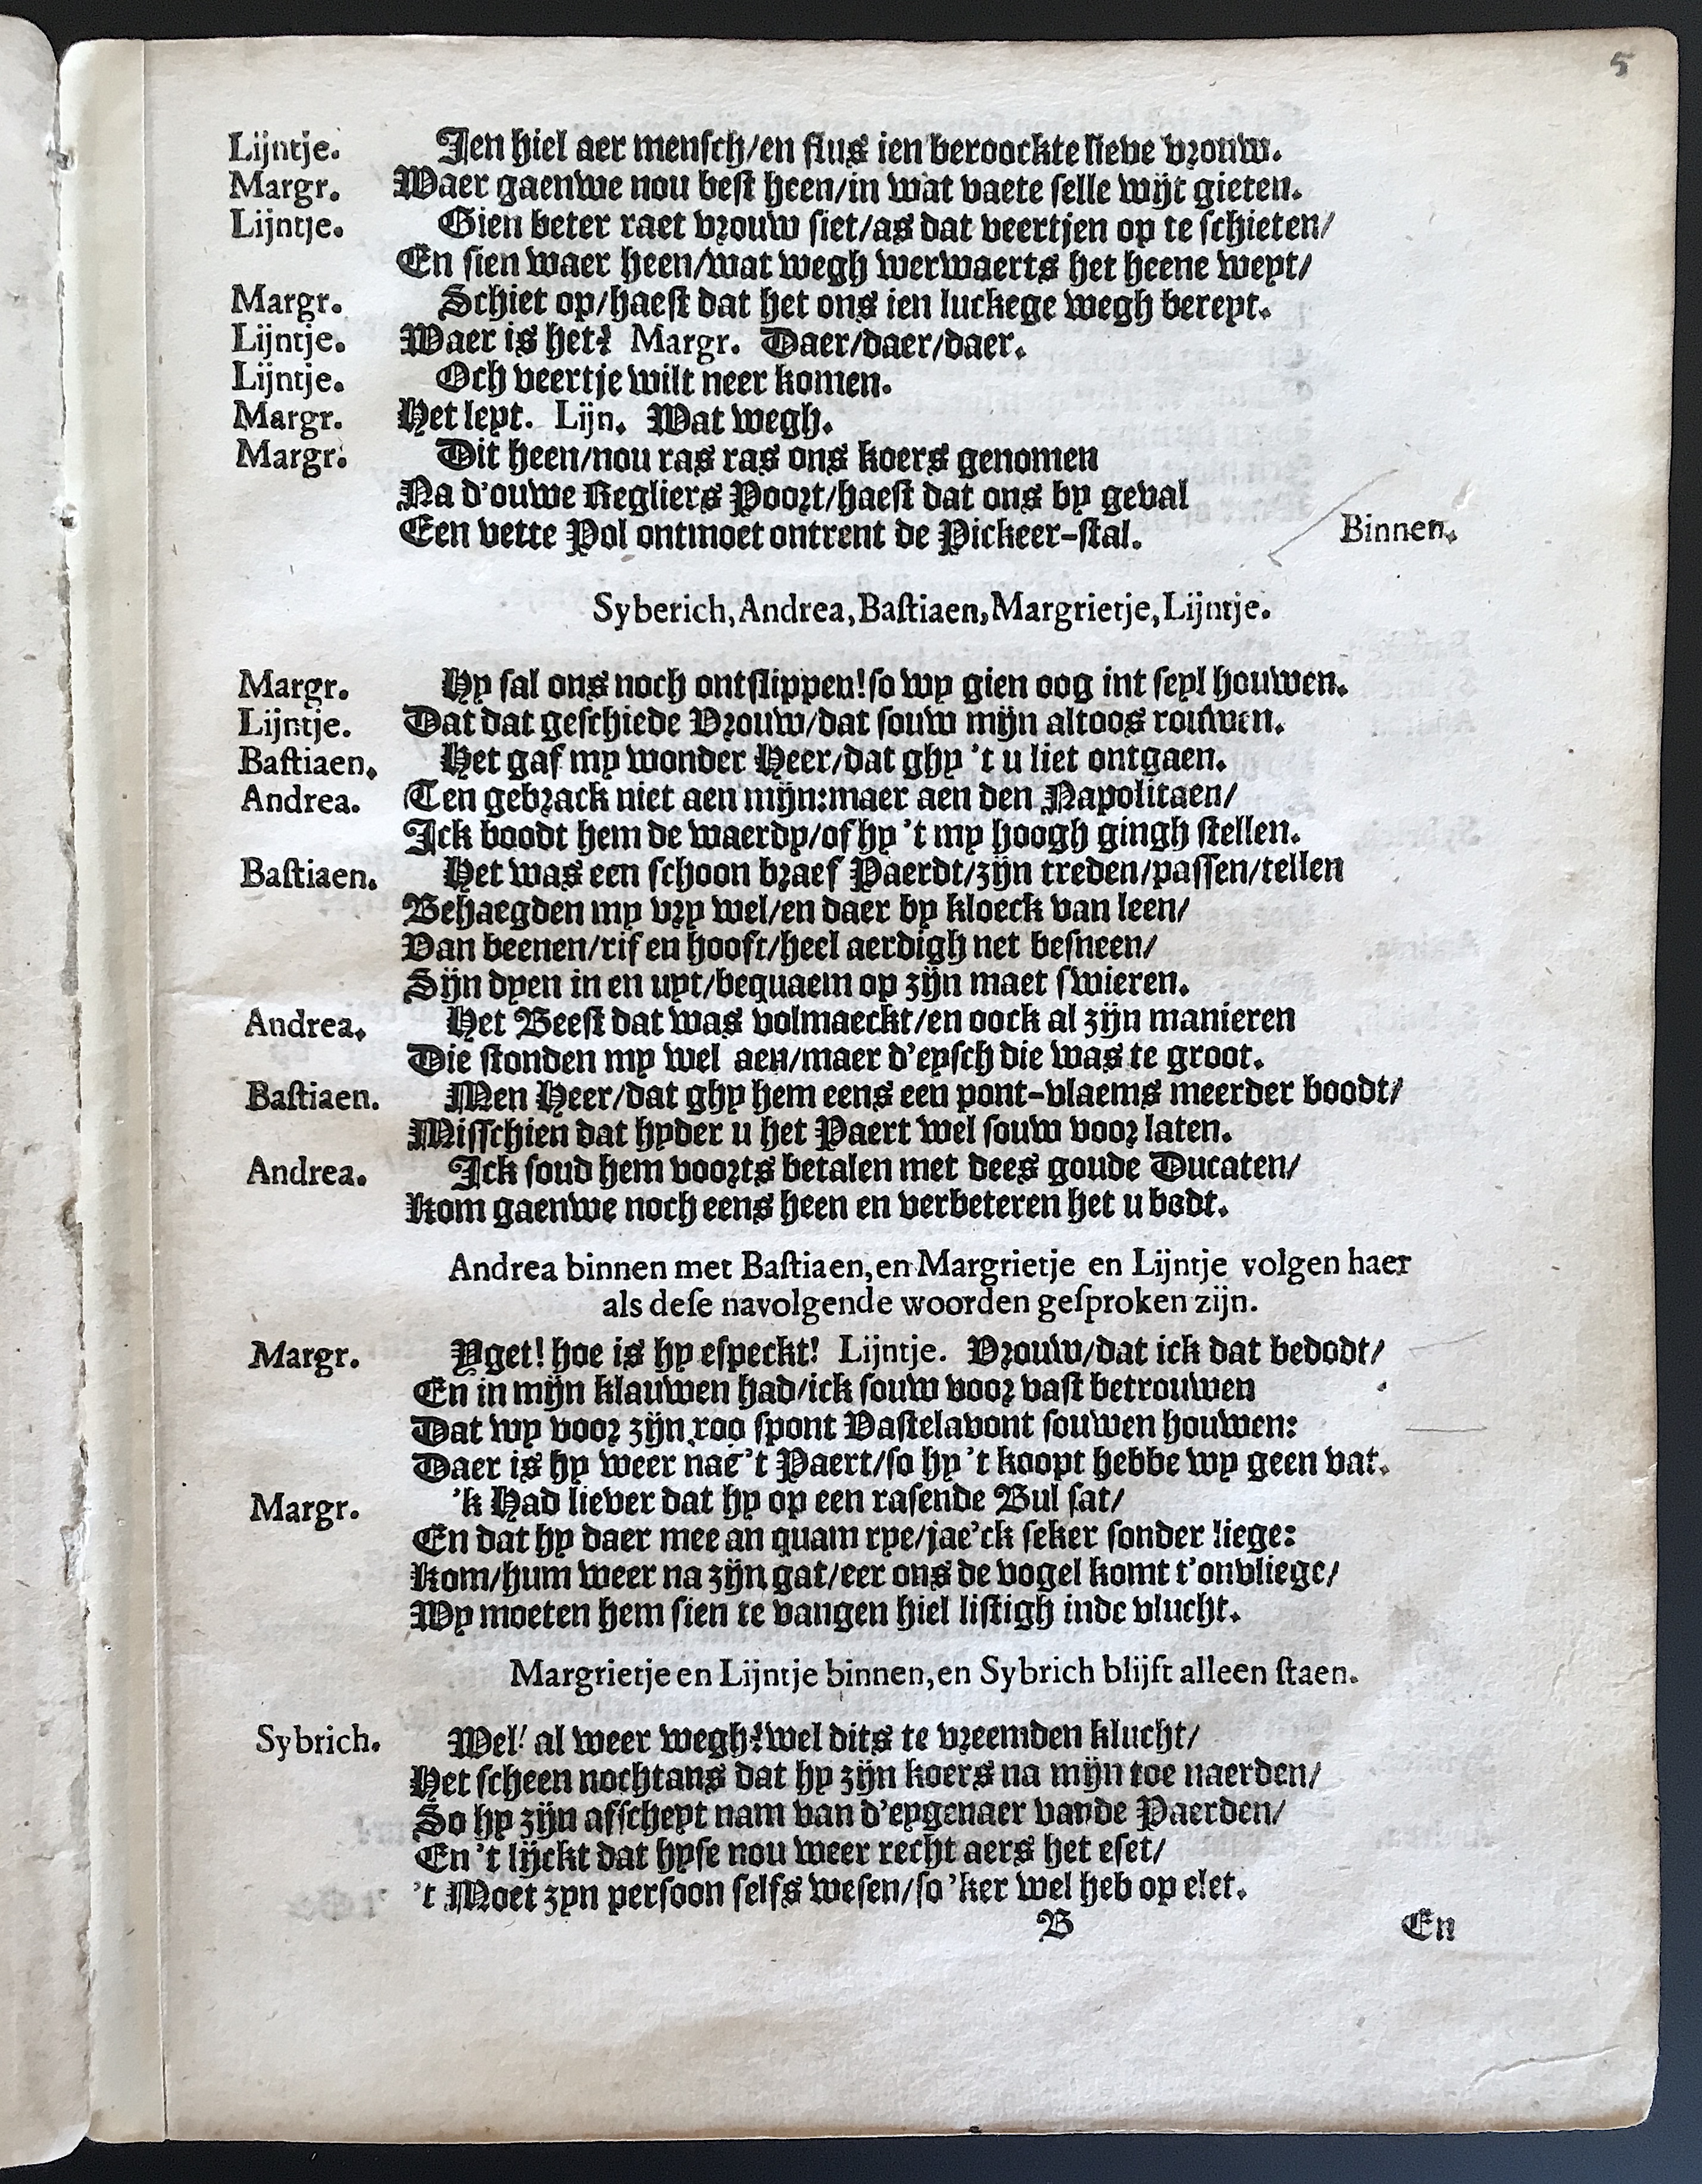 5
Lijntje. Ien hiel aer mensch/en flus ien beroockte lieve vrouw.
Margr. Waer gaenwe nou best heen/in wat vaete selle wijt gieten.
Lijntje. Gien beter raet vrouw siet/as dat veertjen op te schieten/
En sien waer heen/wat wegh werwaerts het heene weyt/
Margr. Schiet op/haest dat het ons ien luckege wegh bereyt.
Lijntje. Waer is het? Margr. Daer/daer/daer.
Lijntje. Och veertje wilt neer komen.
Margr. Het leyt. Lijn. Wat wegh.
Margr. Dit heen/nou ras ras ons koers genomen
Na d'ouwe Regliers Poort/haest dat ons by geval
Een vette Pol ontmoet ontrent de Pickeer-stal. Binnen.
Syberich, Andrea, Bastiaen, Margrietje, Lijntje.
Margr. Hy sal ons noch ontslippen! so wy gien oog int seyl houwen.
Lijntje. Dat dat geschiede Vrouw/dat souw mijn altoos rouwen.
Bastiaen. Het gaf my wonder Heer/dat ghy 't u liet ontgaen.
Andrea. Ten gebrack niet aen mijn: maer aen den Napolitaen/
Ick boodt hem de waerdy/of hy 't my hoogh gingh stellen.
Bastiaen. Het was een schoon braef Paerdt/zijn treden/passen/tellen
Behaegden my vry wel/en daer by kloeck van leen/
Van beenen/rif en hooft/heel aerdigh net besneen/
Sijn dyen in en uyt/bequaem op zijn maet swieren.
Andrea. Het Beest dat was volmaeckt/en oock al zijn manieren
Die stonden my wel aen/maer d'eysch die was te groot.
Bastiaen. Men Heer/dat ghy hem eens een pont-vlaems meerder boodt/
Misschien dat hyder u het Paert wel souw voor laten.
Andrea. Ick soud hem voorts betalen met dees goude Ducaten/
Kom gaenwe noch eens heen en verbeteren het u bodt.
Andrea binnen met Bastiaen, en Margrietje en Lijntje volgen haer
als dese navolgende woorden gesproken zijn.
Margr. Yget! hoe is hy especkt! Lijntje. Vrouw/dat ick dat bedodt/
En in mijn klauwen had/ick souw voor vast betrouwen
Dat wy voor zijn roo spont Vastelavont souwen houwen:
Daer is hy weer nae 't Paert/so hy 't koopt hebbe wy geen vat.
Margr. 'k Had liever dat hy op een rasende Bul sat/
En dat hy daer mee an quam rye/jae'ck seker sonder liege:
Kom/hum weer na zijn gat/eer ons de vogel komt t'onvliege/
Wy moeten hem sien te vangen hiel listigh inde vlucht.
Margrietje en Lijntje binnen, en Sybrich blijft alleen staen.
Sybrich. Wel! al weer wegh? wel dits te vreemden klucht/
Het scheen nochtans dat hy zijn koers na mijn toe naerden/
So hy zijn afscheyt nam van d'eygenaer vande Paerden/
En 't lijckt dat hyse nou weer recht aers het eset/
't Moet zyn persoon selfs wesen/so 'ker wel heb op elet.
B En